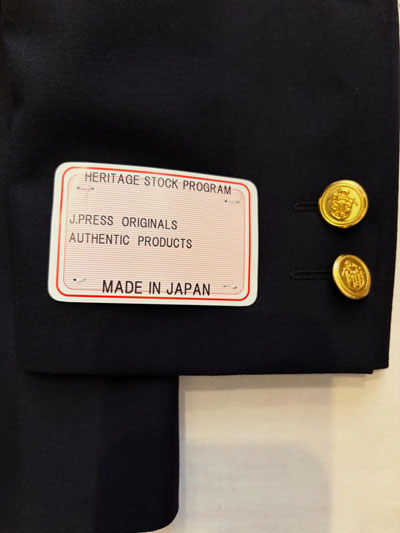 HERITAGE STOCK PROGRAM
J.PRESS ORIGINALS
AUTHENTIC PRODUCTS
MADE IN JAPAN